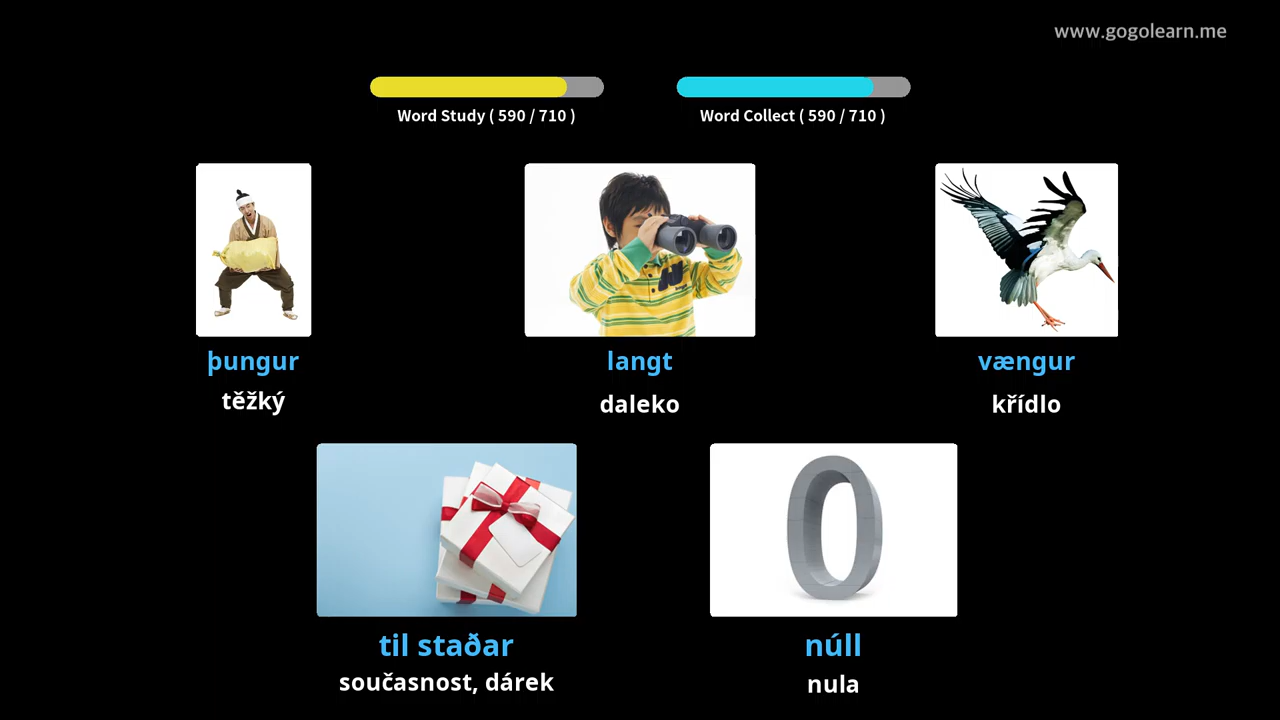 www.gogolearn.me
Word Study ( 590 / 710 )
Word Collect ( 590 / 710 )
þungur
langt
vængur
těžký
daleko
křídlo
til staðar
núll
současnost, dárek
nula